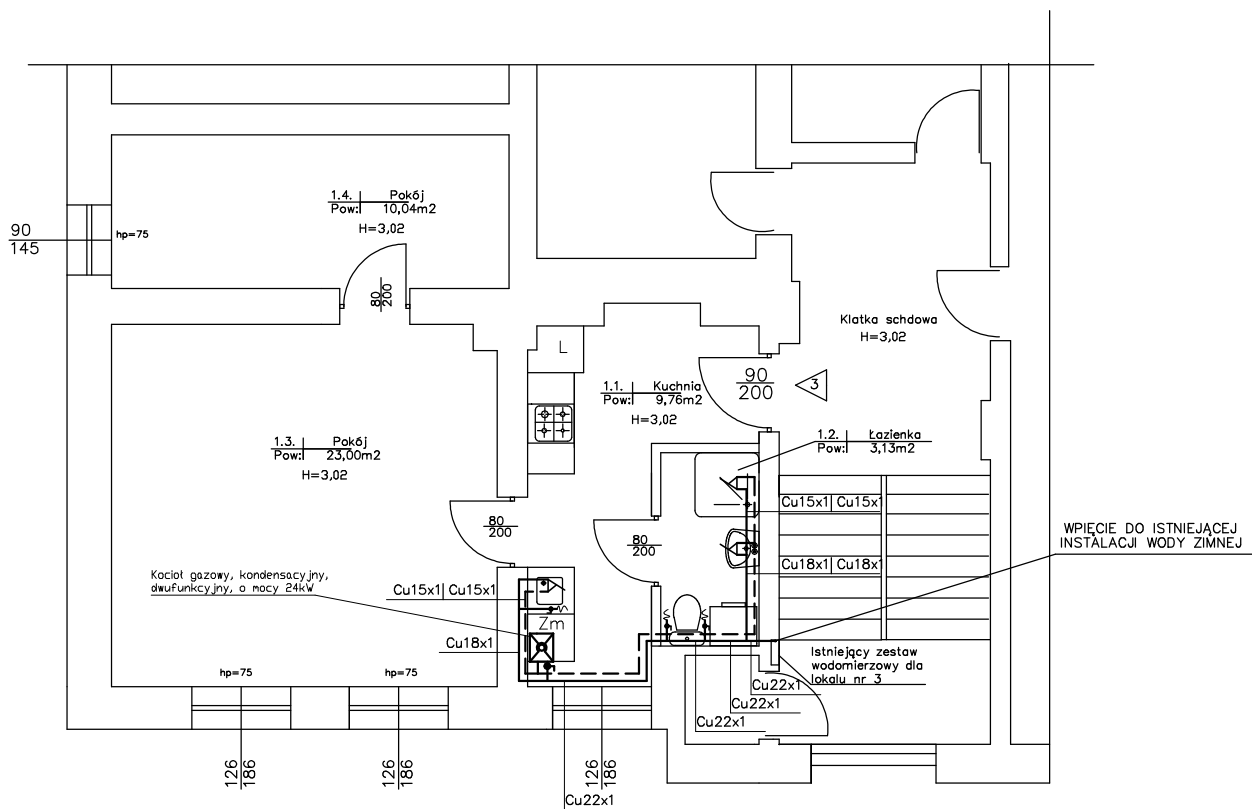 1.4. Pokój
Pow: 10,04m2
H=3,02
90
145
hp=75
80
200
Klatka schdowa
H=3,02
L
1.1. Kuchnia
Pow: 9,76m2
H=3,02
90
200
3
1.3. Pokój
Pow: 23,00m2
H=3,02
1.2. Łazienka
Pow: 3,13m2
Cu15x1 Cu15x1
80
200
80
200
WPIĘCIE DO ISTNIEJĄCEJ
INSTALACJI WODY ZIMNEJ
Cu18x1 Cu18x1
Kocioł gazowy, kondensacyjny,
dwufunkcyjny, o mocy 24kW
Cu15x1 Cu15x1
Zm
Cu18x1
Istniejący zestaw
wodomierzowy dla
lokalu nr 3
hp=75
hp=75
Cu22x1
Cu22x1
Cu22x1
126
186
126
186
126
186
Cu22x1